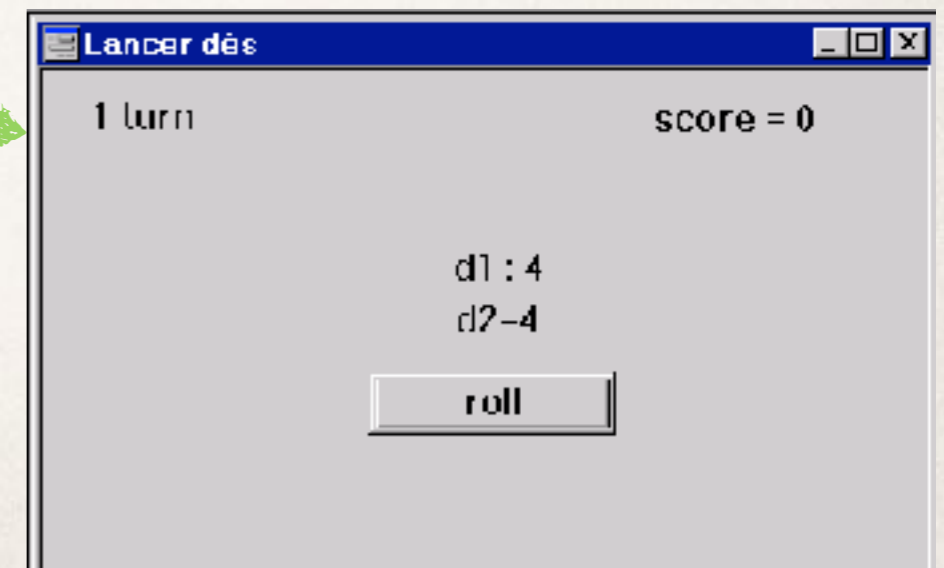 Lancer dés
1 turn
score = 0
d1 : 4
d2=4
roll